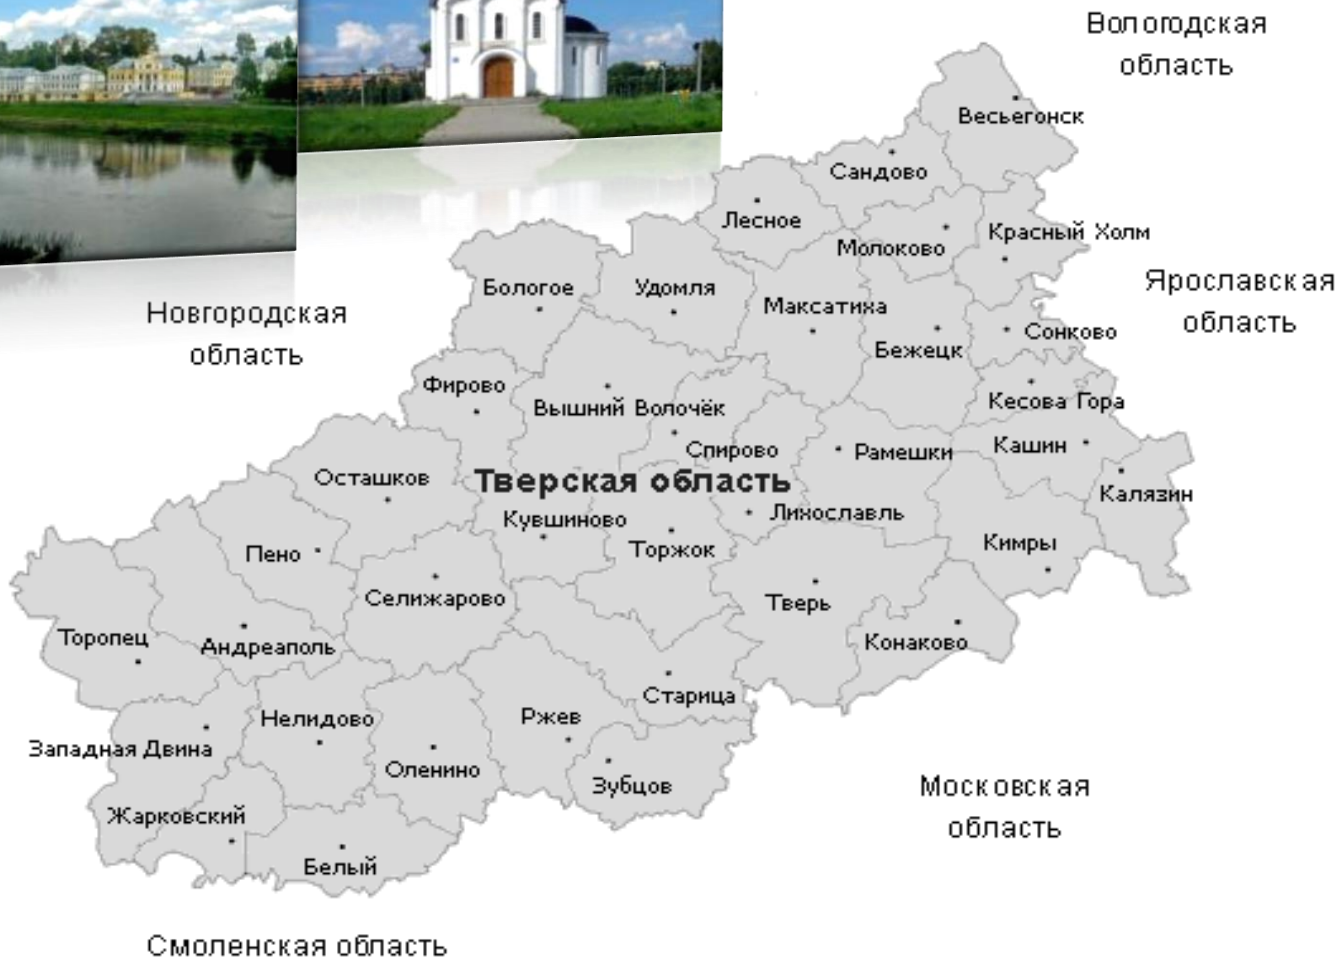 Вологодская
область
Весьегонск
Сандово
Лесное
Молоково
Красный Холм
Ярославская
область
Бологое
Удомля
Максатиха
Новгородская
область
Сонково
Бежецк
Фирово
Вышний Волочёк
Кесова Гора
Спирово
Рамешки
Кашин
Осташков
Тверская область
Калязин
Кувшиново
Лихославль
Торжок
Кимры
Пено
Селижарово
Тверь
Торопец
Андреаполь
Конаково
Старица
Нелидово
Ржев
Западная Двина
Оленино
Зубцов
Московская
область
Жарковский
Белый
Смоленская область